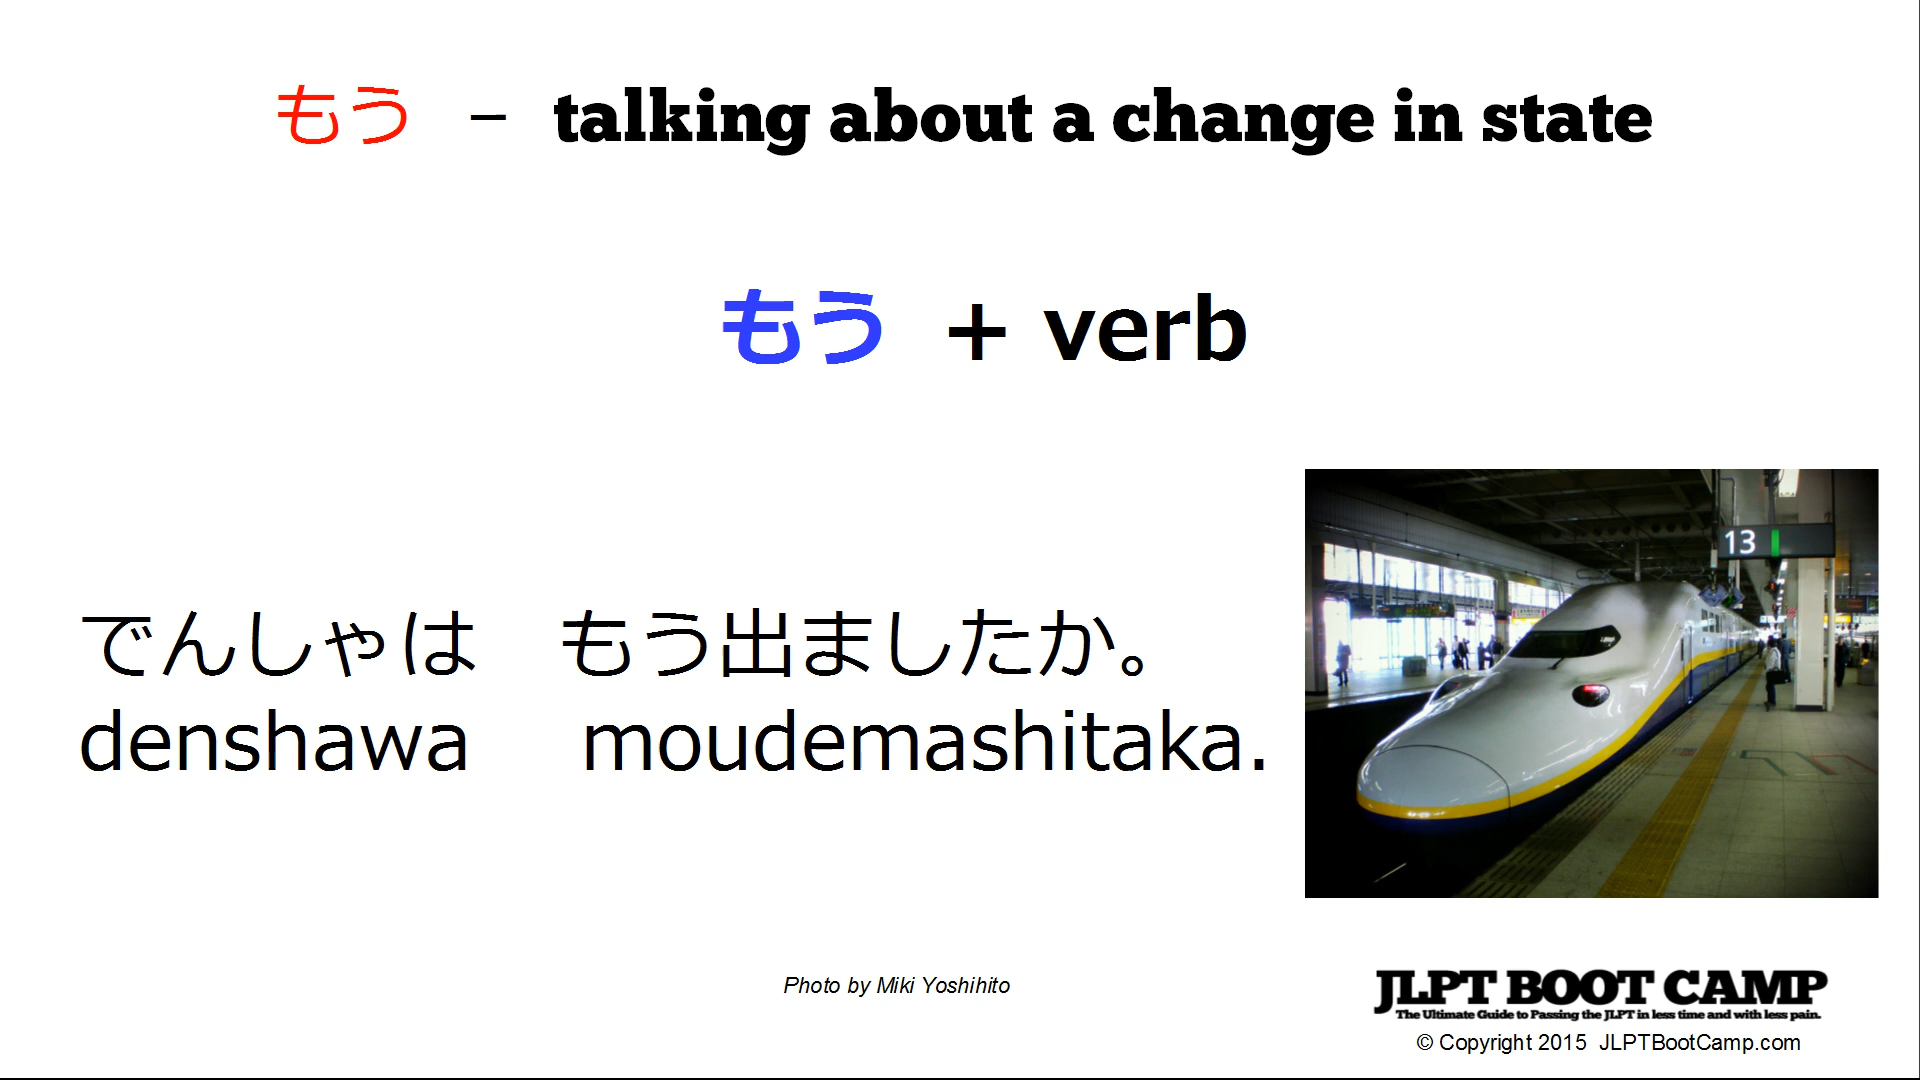 もう － talking about a change in state
もう + verb
でんしゃは　もう出ましたか。
denshawa　moudemashitaka.
13
Photo by Miki Yoshihito
JLPT BOOT CAMP
The Ultimate Guide to Passing the JLPT in less time and with less pain.
© Copyright 2015 JLPTBootCamp.com